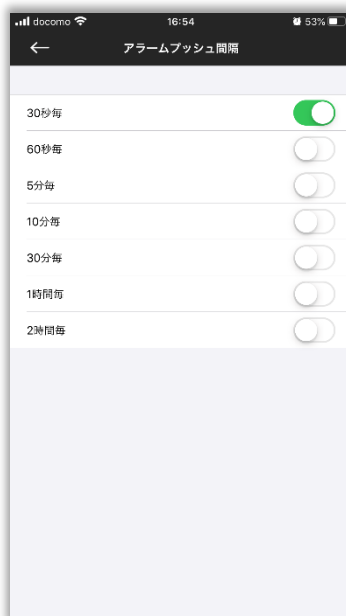 docomo 16:54 53%
アラームプッシュ間隔
30秒毎
60秒毎
5分毎
10分毎
30分毎
1時間毎
2時間毎